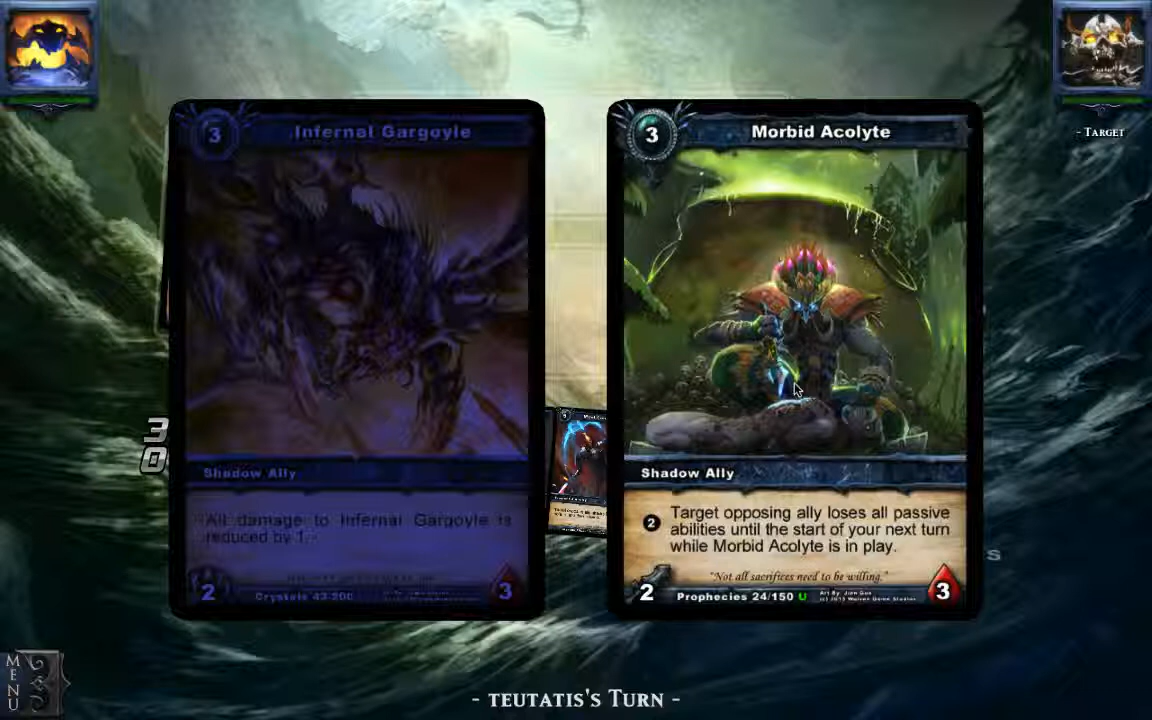 - Target
3
Infernal Gargoyle
Shadow Ally
All damage to Infernal Gargoyle is
reduced by 1.
2
Crystals 43/200
3
3
0
3
Morbid Acolyte
Shadow Ally
2
Target opposing ally loses all passive
abilities until the start of your next turn
while Morbid Acolyte is in play.
"Not all sacrifices need to be willing."
2
Prophecies 24/150 U
3
s
MENU
- TEUTATIS'S TURN -